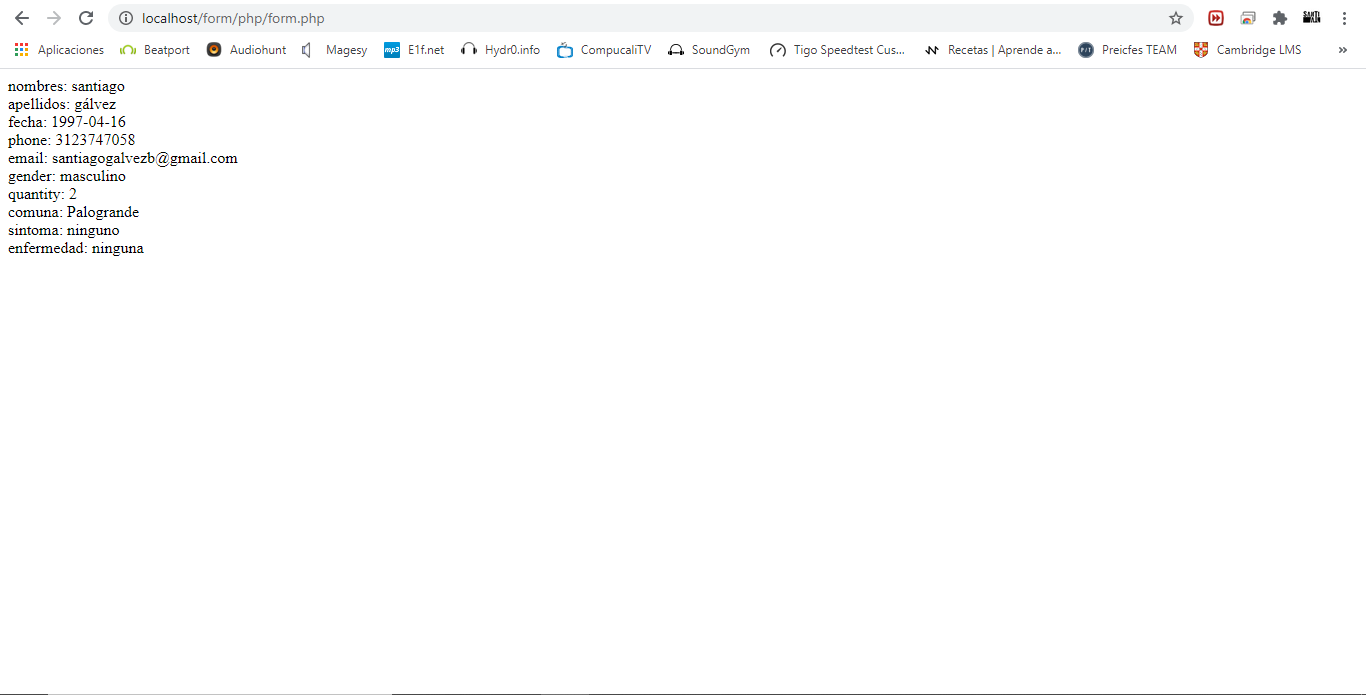 localhost/form/php/form.php
SANTI
Aplicaciones Beatport Audiohunt Magesy mp3 E1f.net Hydr0.info CompucaliTV SoundGym Tigo Speedtest Cus... Recetas | Aprende a... Preicfes TEAM Cambridge LMS »
nombres: santiago
apellidos: gálvez
fecha: 1997-04-16
phone: 3123747058
email: santiagogalvezb@gmail.com
gender: masculino
quantity: 2
comuna: Palogrande
sintoma: ninguno
enfermedad: ninguna